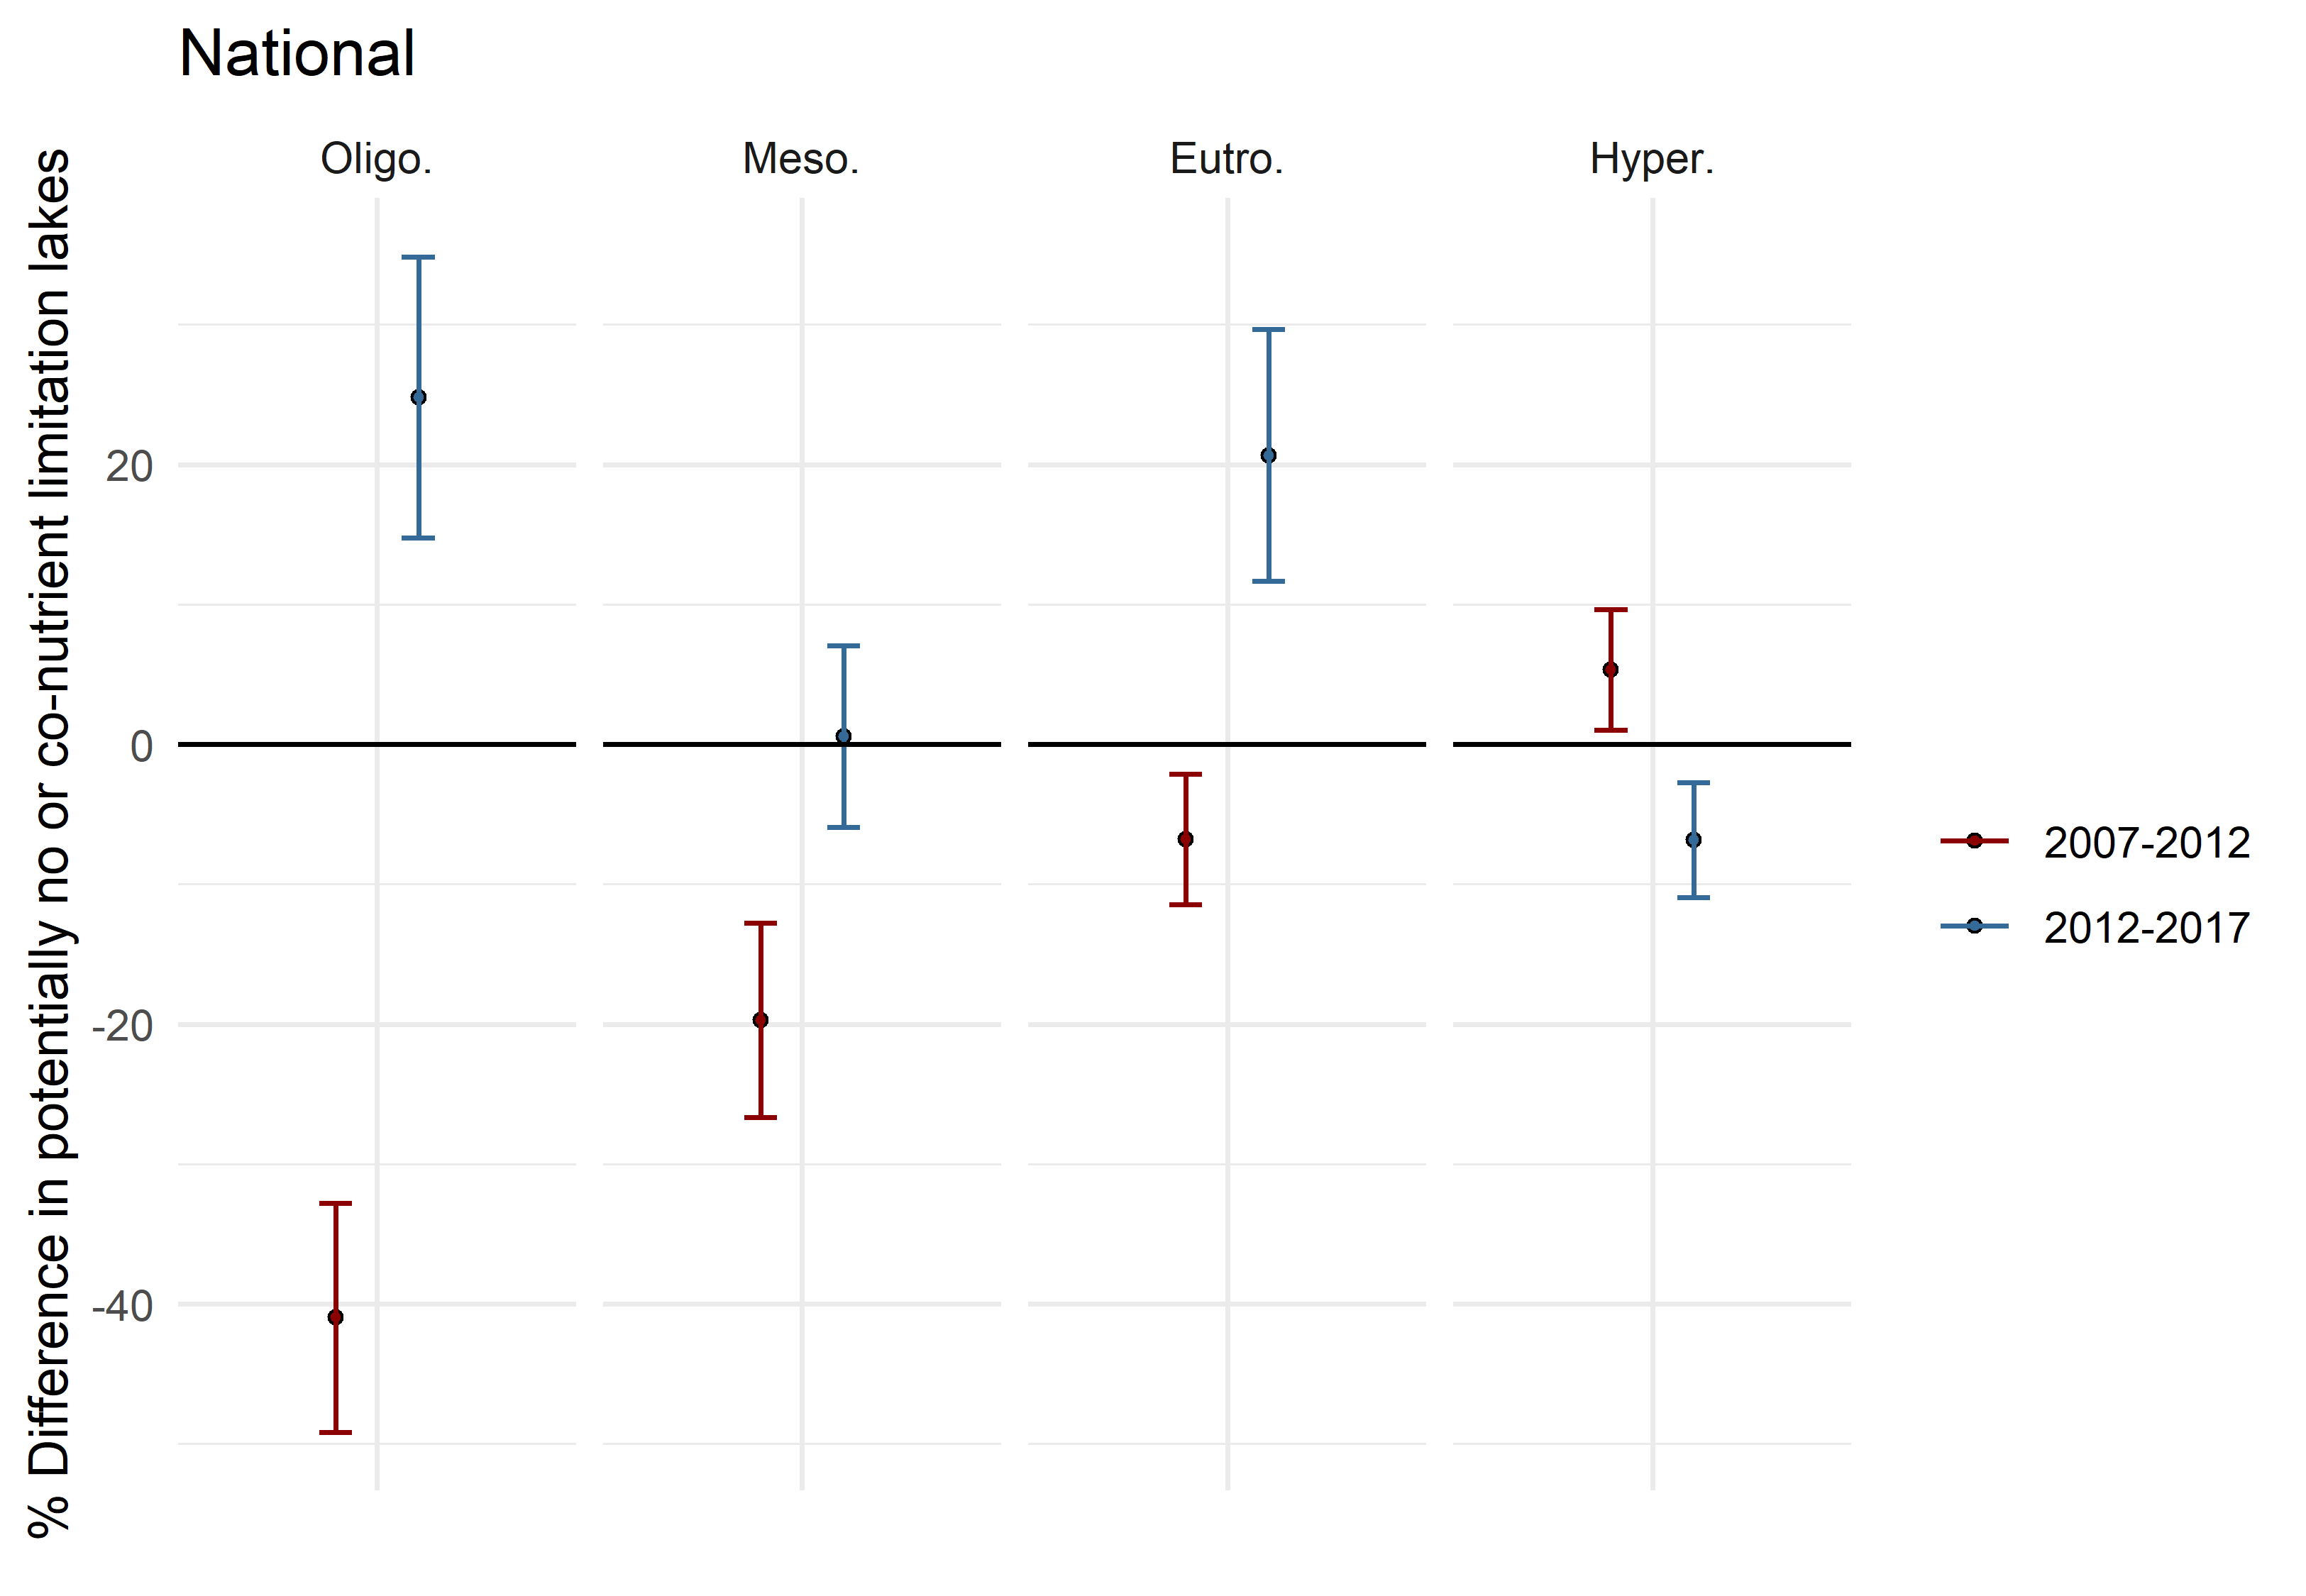 National
Oligo.
Meso.
Eutro.
Hyper.
% Difference in potentially no or co-nutrient limitation lakes
20
0
-20
-40
2007-2012
2012-2017